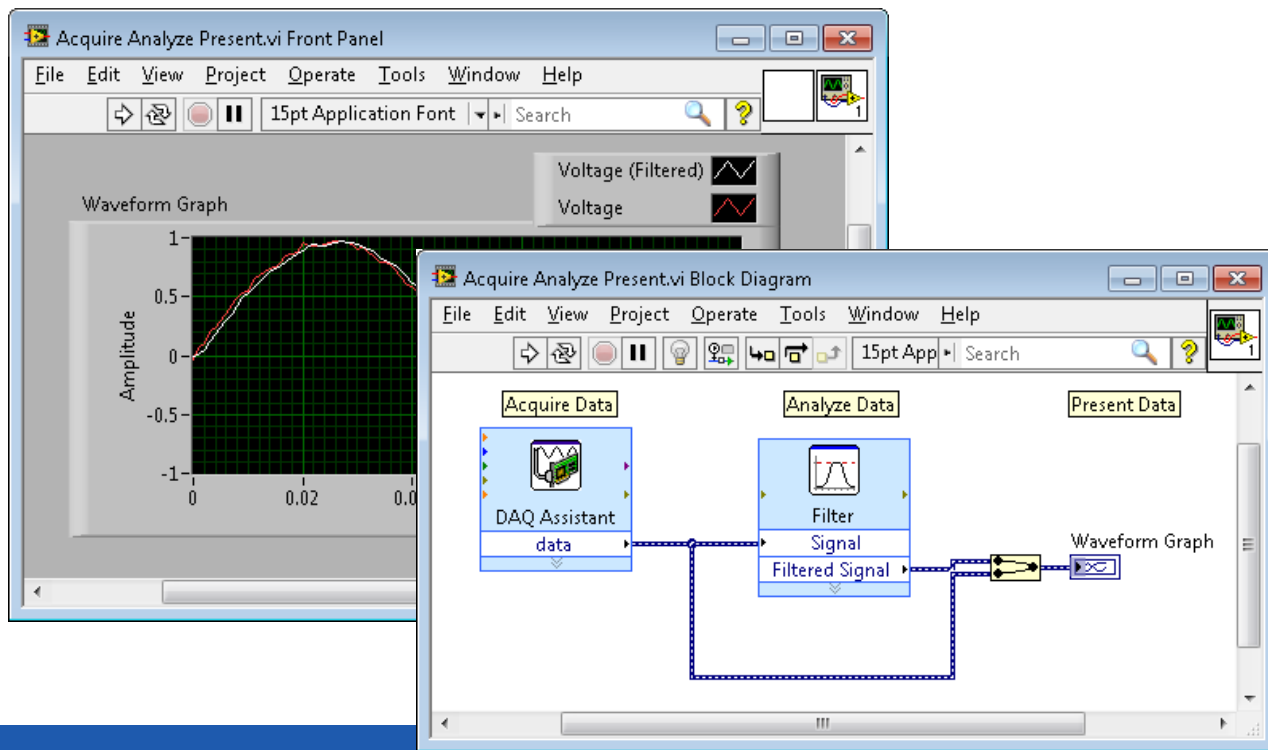 Acquire Analyze Present.vi Front Panel
File Edit View Project Operate Tools Window Help
15pt Application Font Search
1
Voltage (Filtered)
Voltage
Waveform Graph
Amplitude
1
0.5
0
-0.5
-1
0 0.02
Acquire Analyze Present.vi Block Diagram
File Edit View Project Operate Tools Window Help
15pt App Search
1
Acquire Data Analyze Data Present Data
DAQ Assistant
data
Filter
Signal
Filtered Signal
Waveform Graph